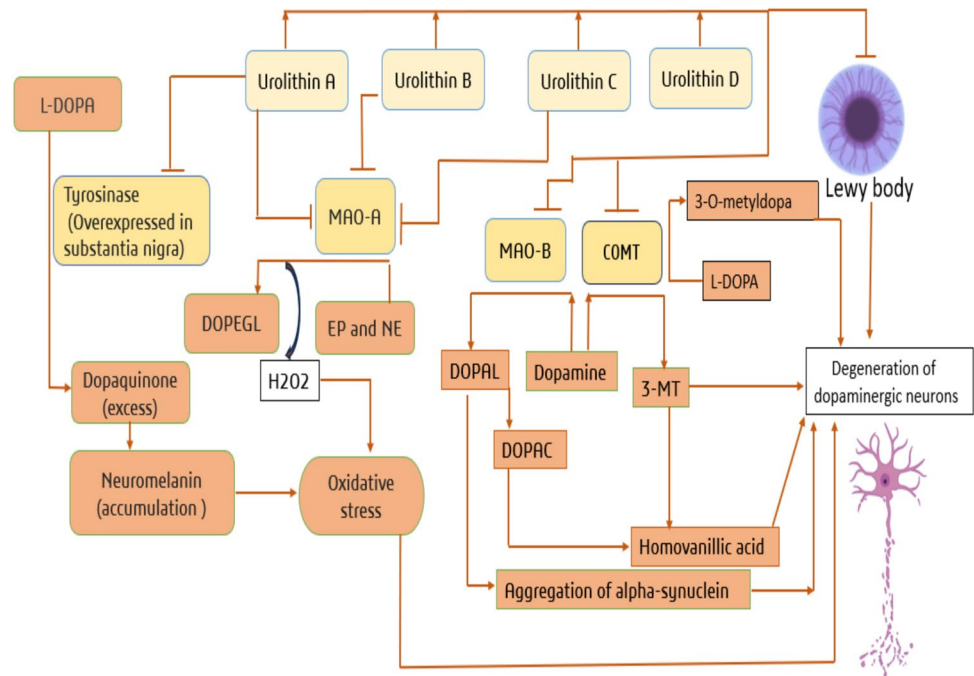 Urolithin A
Urolithin B
Urolithin C
Urolithin D
L-DOPA
Tyrosinase
(Overexpressed in
substantia nigra)
MAO-A
Lewy body
3-O-metyldopa
MAO-B
COMT
L-DOPA
DOPEGL
EP and NE
H2O2
DOPAL
Dopamine
3-MT
Degeneration of
dopaminergic neurons
Dopaquinone
(excess)
DOPAC
Neuromelanin
(accumulation )
Oxidative
stress
Homovanillic acid
Aggregation of alpha-synuclein